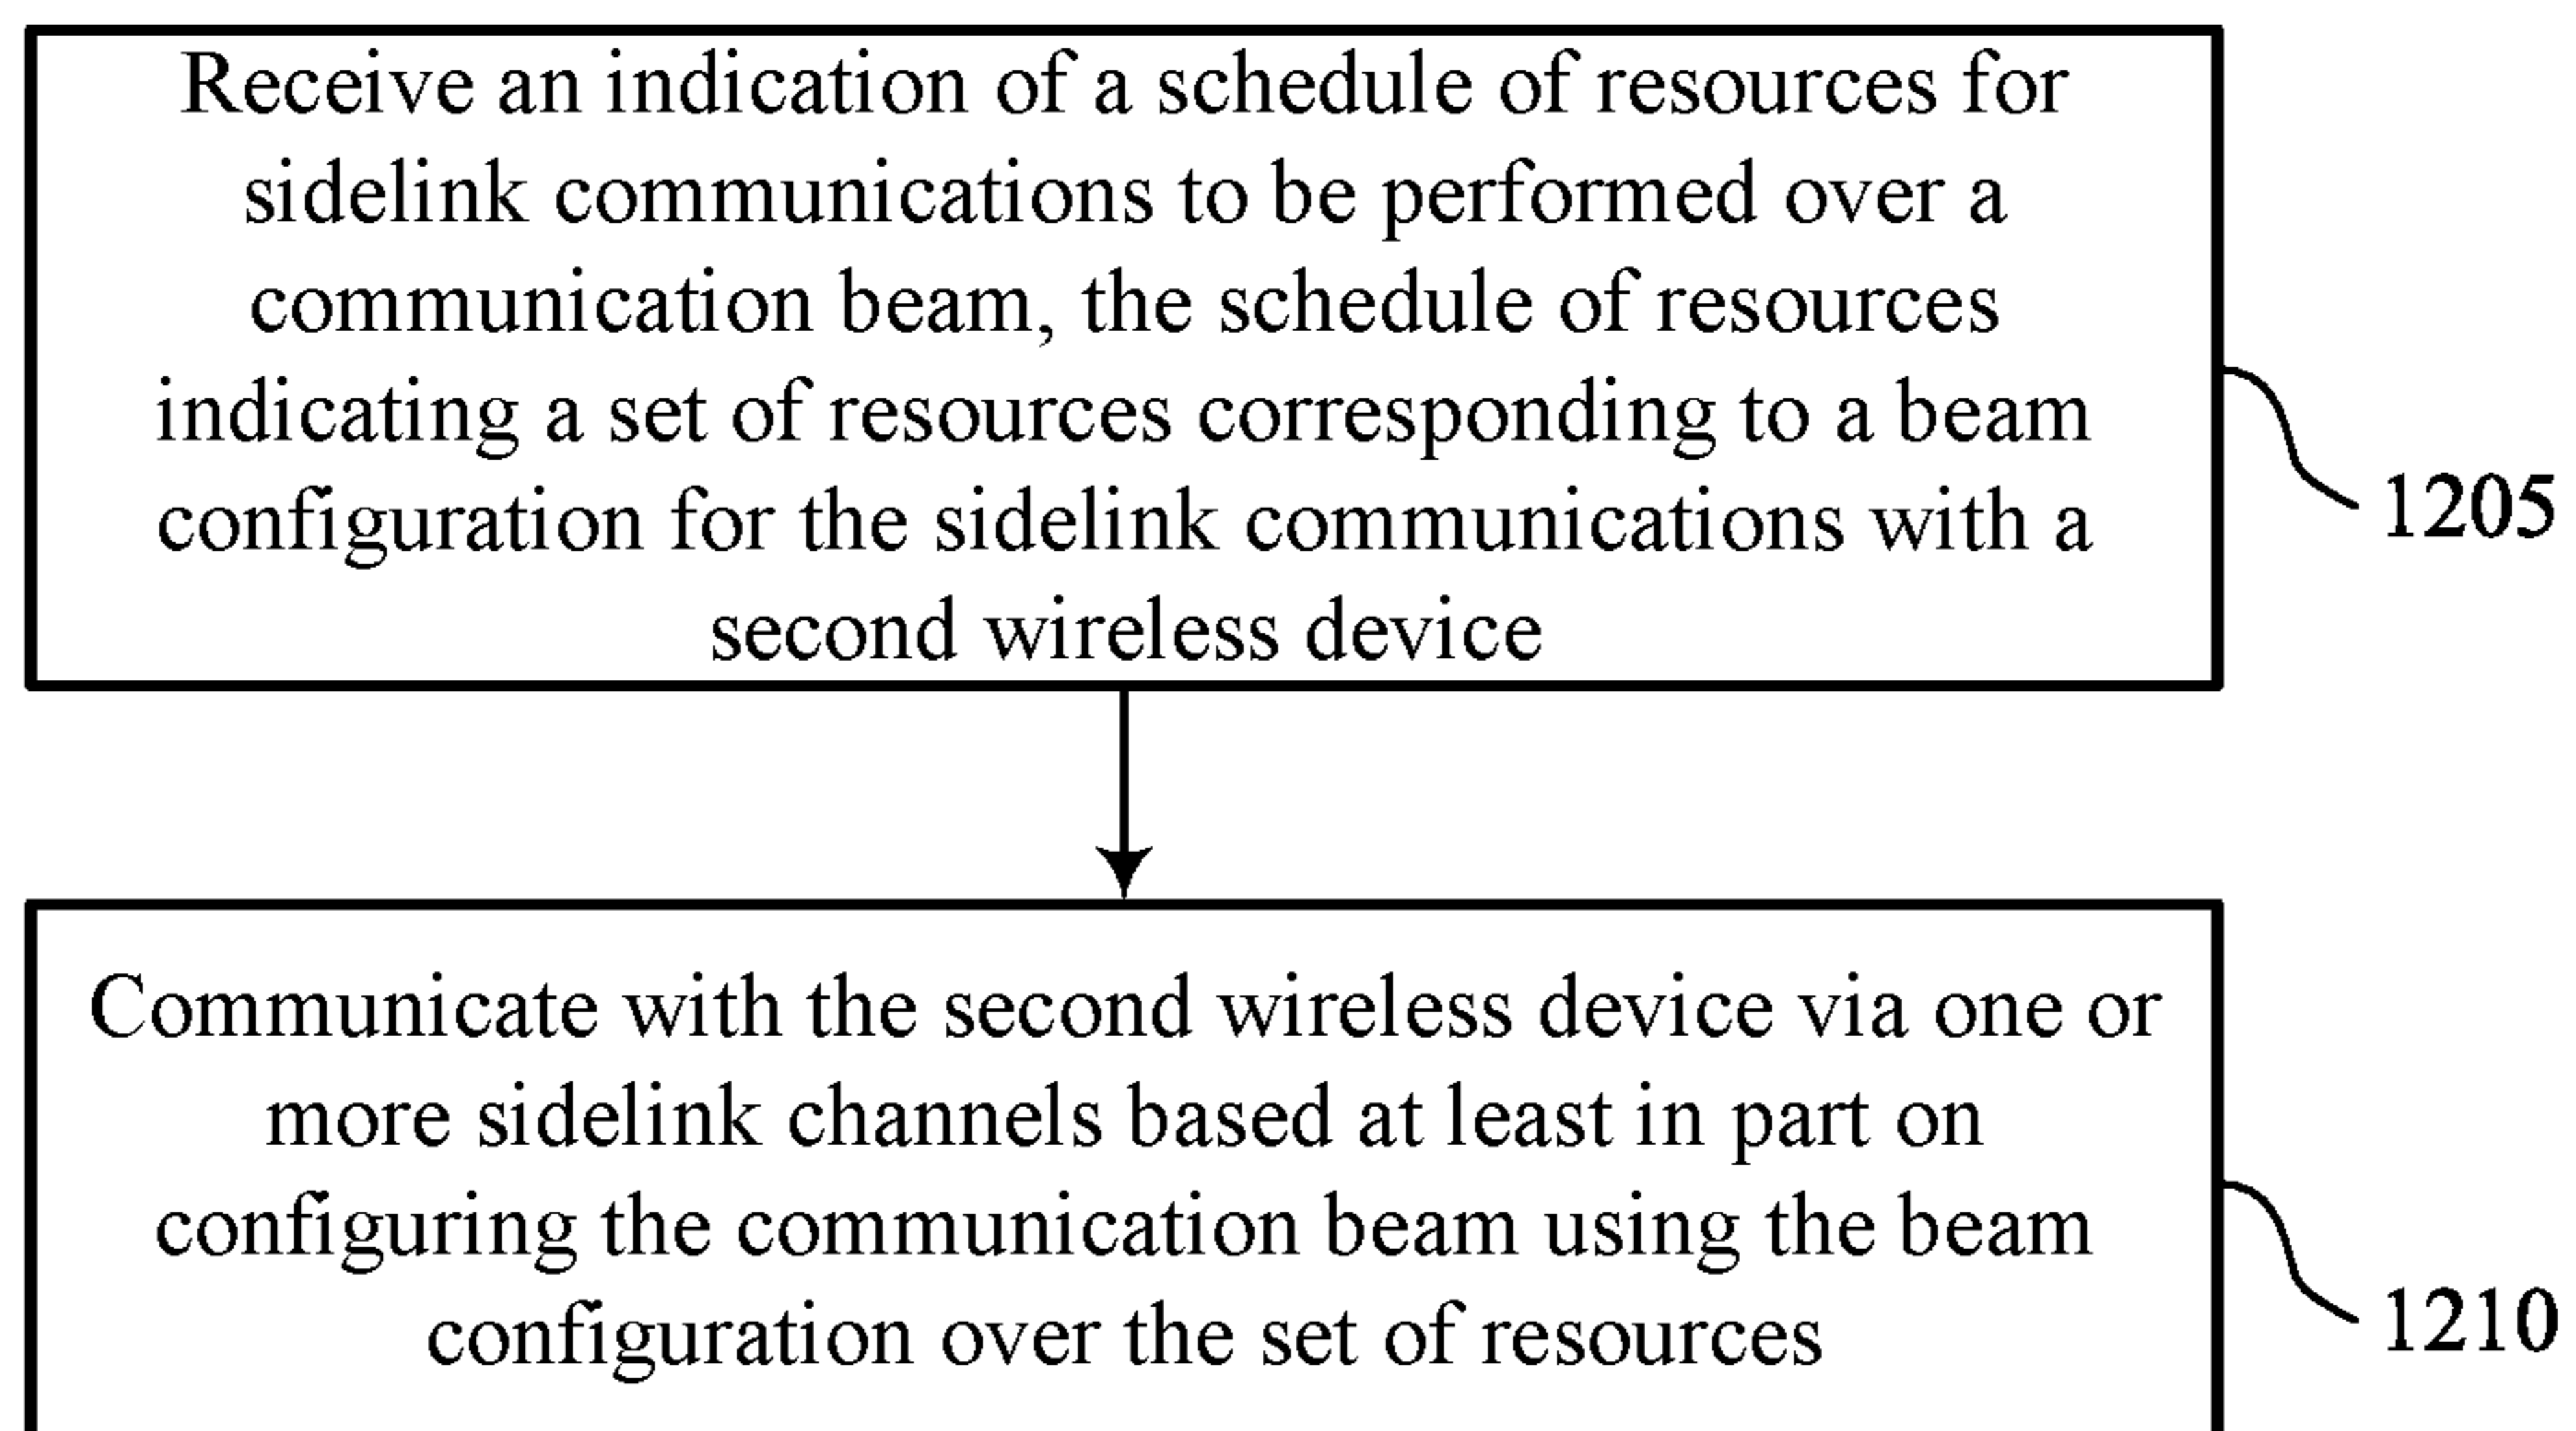 Receive an indication of a schedule of resources for
sidelink communications to be performed over a
communication beam, the schedule of resources
indicating a set of resources corresponding to a beam
configuration for the sidelink communications with a
second wireless device
1205
Communicate with the second wireless device via one or
more sidelink channels based at least in part on
configuring the communication beam using the beam
configuration over the set of resources
1210